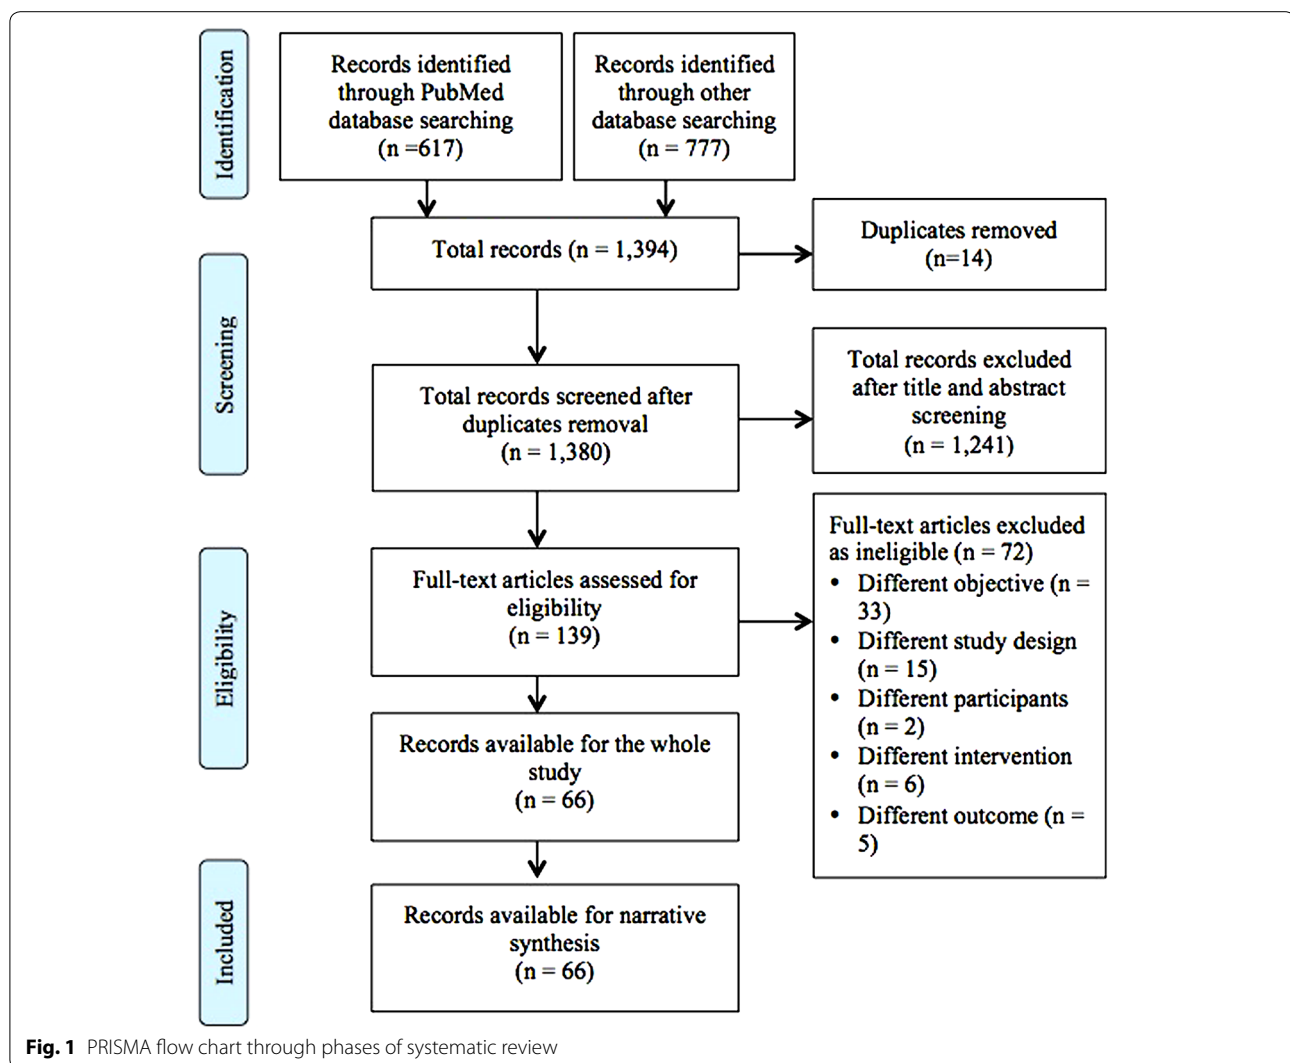 Identification
Records identified
through PubMed
database searching
(n =617)
Records identified
through other
database searching
(n = 777)
Total records (n = 1,394)
Duplicates removed
(n=14)
Screening
Total records screened after
duplicates removal
(n = 1,380)
Total records excluded
after title and abstract
screening
(n = 1,241)
Eligibility
Full-text articles assessed for
eligibility
(n = 139)
Full-text articles excluded
as ineligible (n = 72)
• Different objective (n =
33)
• Different study design
(n = 15)
• Different participants
(n = 2)
• Different intervention
(n = 6)
• Different outcome (n =
5)
Records available for the whole
study
(n = 66)
Included
Records available for narrative
synthesis
(n = 66)
Fig. 1 PRISMA flow chart through phases of systematic review